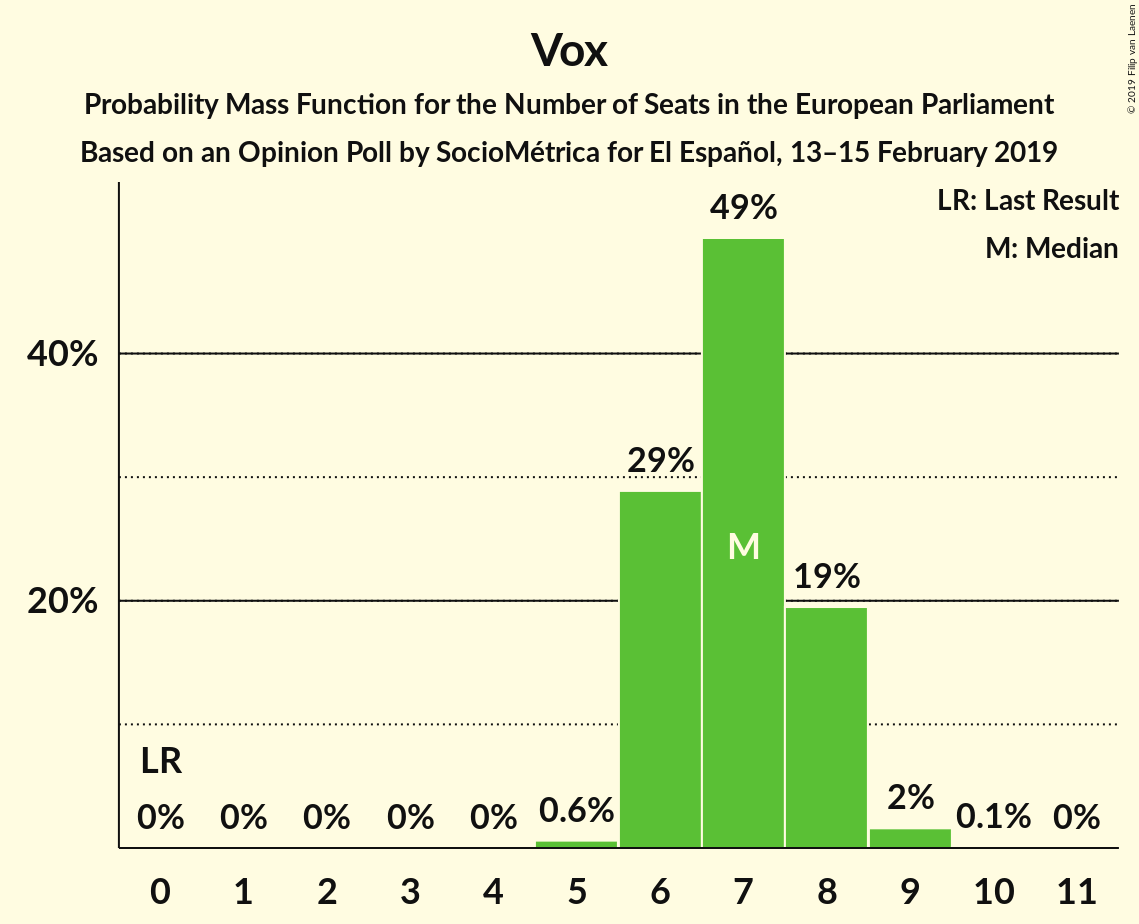 Vox
Probability Mass Function for the Number of Seats in the European Parliament
Based on an Opinion Poll by SocioMétrica for El Español, 13–15 February 2019
© 2019 Filip van Laenen
LR: Last Result
M: Median
49%
40%
29%
M
19%
20%
LR
0% 0% 0% 0% 0% 0.6% 2% 0.1% 0%
0 1 2 3 4 5 6 7 8 9 10 11